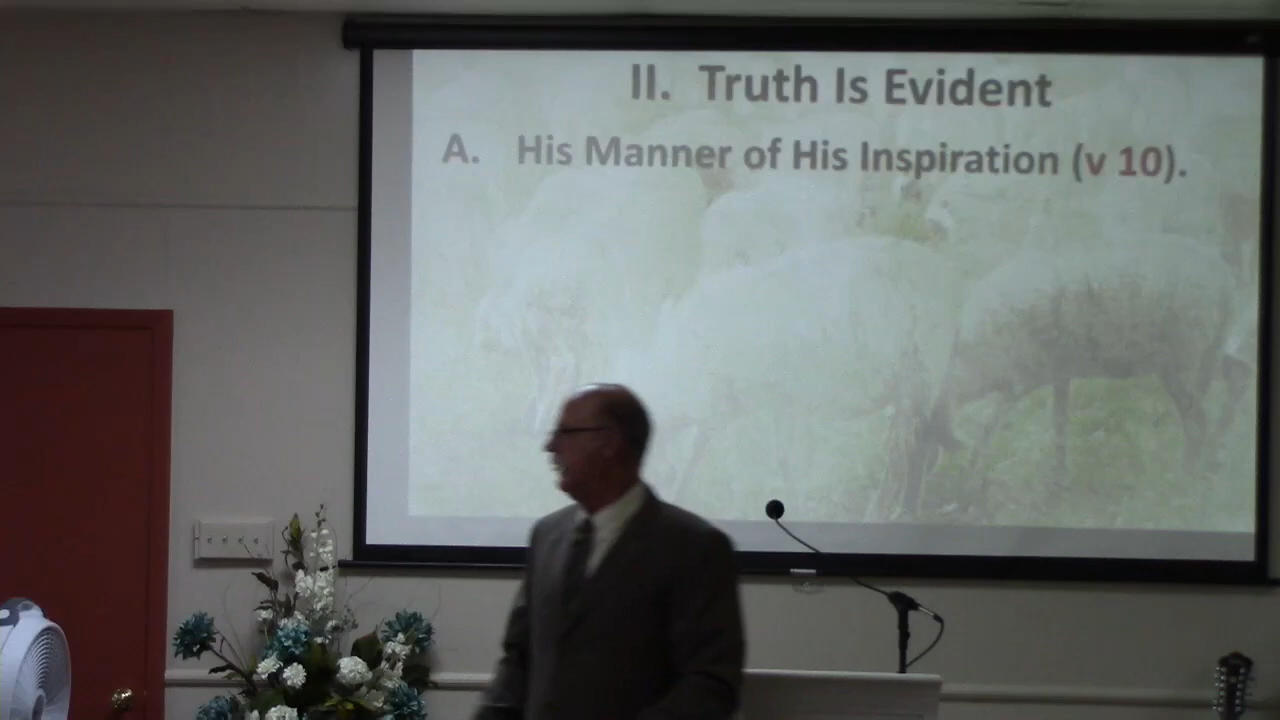 II. Truth Is Evident
A. His Manner of His Inspiration (v 10).